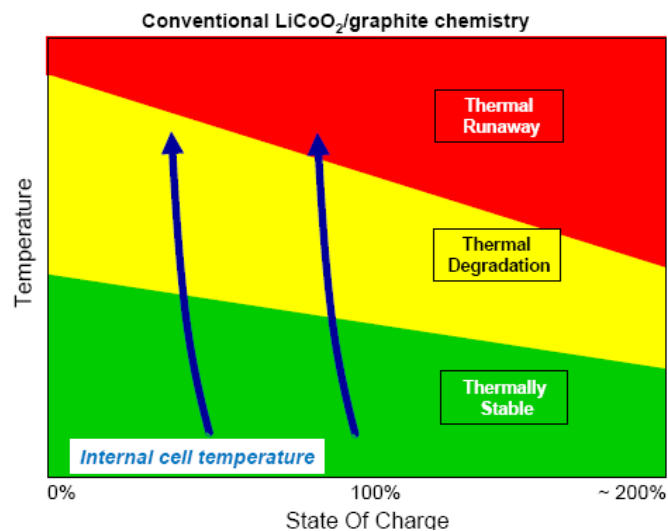 Conventional LiCoO₂/graphite chemistry
Thermal
Runaway
Thermal
Degradation
Thermally
Stable
Internal cell temperature
Temperature
0%
100%
~ 200%
State Of Charge